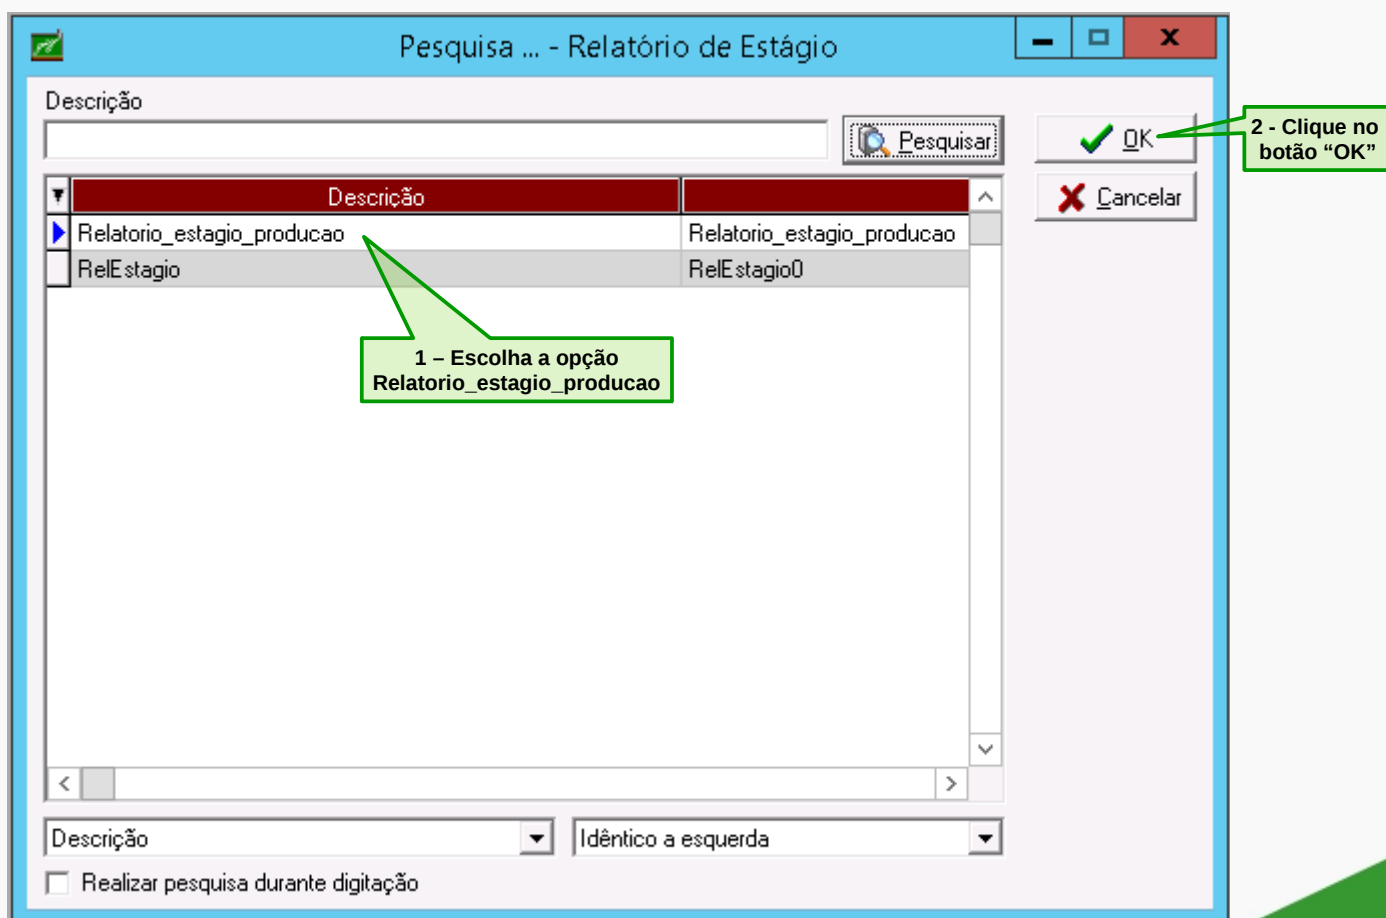 Pesquisa ... - Relatório de Estágio
Descrição
Pesquisar
OK
2 - Clique no
botão “OK”
Cancelar
Descrição
Relatorio_estagio_producao
Relatorio_estagio_producao
RelEstagio
RelEstagio0
1 – Escolha a opção
Relatorio_estagio_producao
Descrição
Idêntico a esquerda
Realizar pesquisa durante digitação